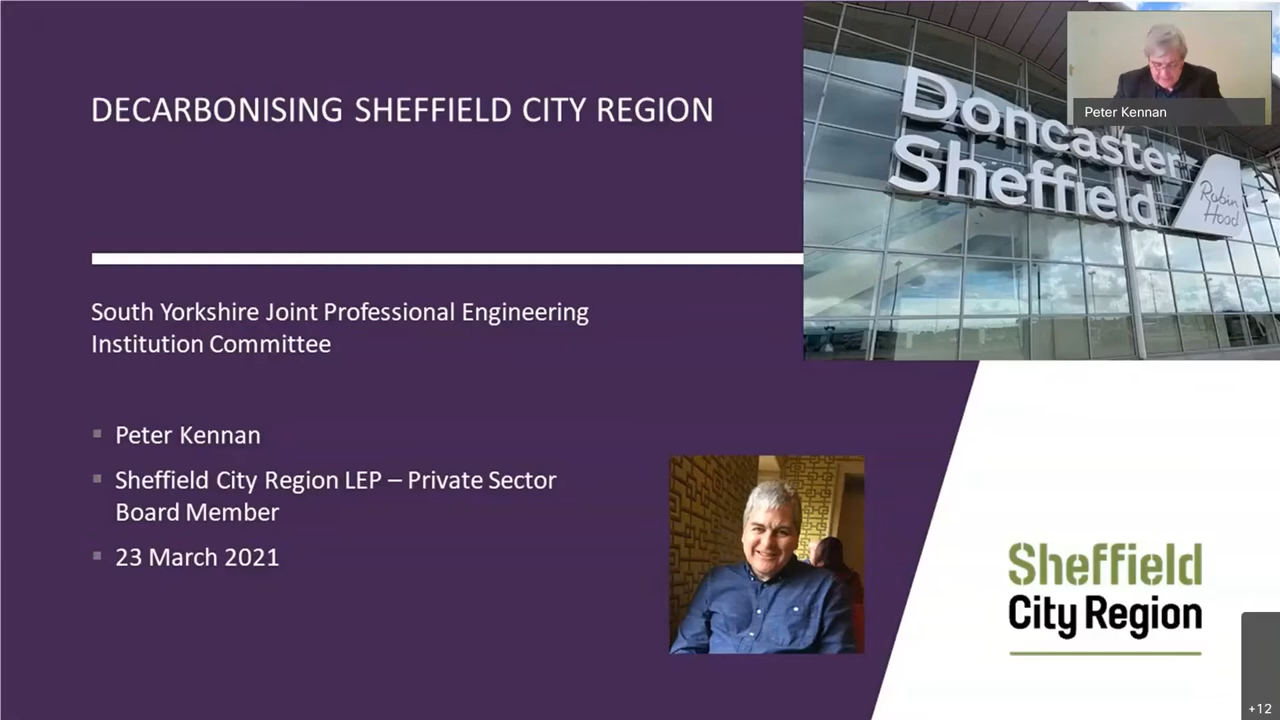 DECARBONISING SHEFFIELD CITY REGION
South Yorkshire Joint Professional Engineering
Institution Committee
Peter Kennan
Sheffield City Region LEP – Private Sector
Board Member
23 March 2021
Doncaster
Sheffield
Robin
Hood
Peter Kennan
Sheffield
City Region
+12